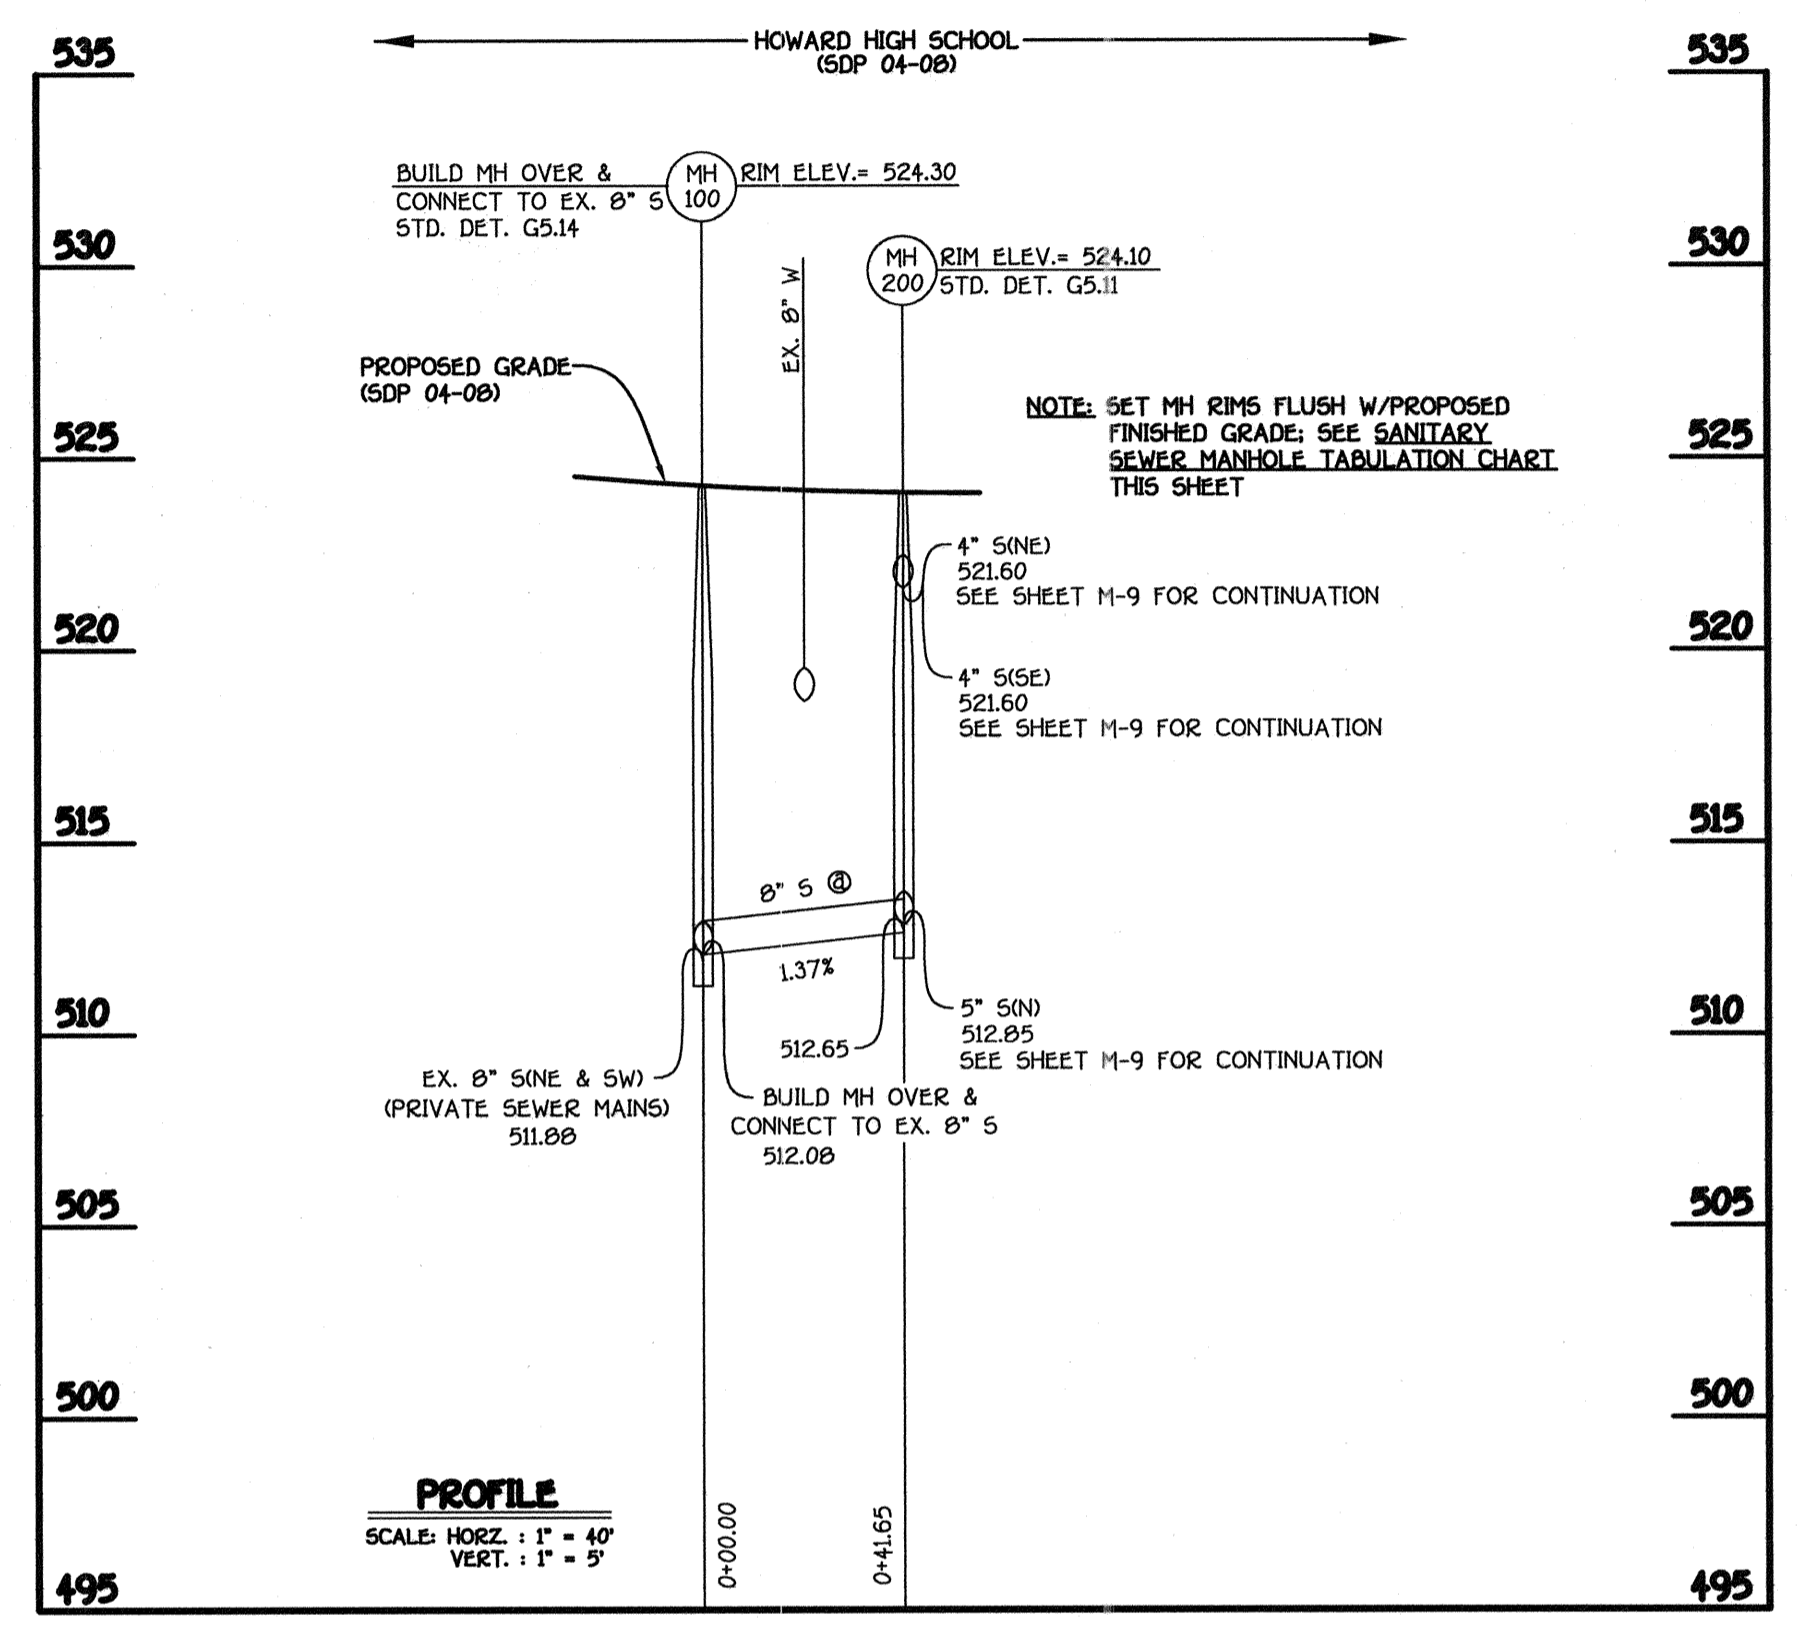 HOWARD HIGH SCHOOL
(SDP 04-08)
535
535
BUILD MH OVER &
CONNECT TO EX. 8" S
STD. DET. G5.14
MH
100
RIM ELEV.= 524.30
530
530
EX. 8" W
MH
200
RIM ELEV.= 524.10
STD. DET. G5.11
PROPOSED GRADE
(SDP 04-08)
NOTE: SET MH RIMS FLUSH W/PROPOSED
FINISHED GRADE; SEE SANITARY
SEWER MANHOLE TABULATION CHART
THIS SHEET
525
525
4" S(NE)
521.60
SEE SHEET M-9 FOR CONTINUATION
520
520
4" S(SE)
521.60
SEE SHEET M-9 FOR CONTINUATION
515
515
8" S @
1.37%
510
510
5" S(N)
512.85
SEE SHEET M-9 FOR CONTINUATION
512.65
EX. 8" S(NE & SW)
(PRIVATE SEWER MAINS)
511.88
BUILD MH OVER &
CONNECT TO EX. 8" S
512.08
505
505
500
500
PROFILE
SCALE: HORZ. : 1" = 40'
VERT. : 1" = 5'
0+00.00
0+41.65
495
495